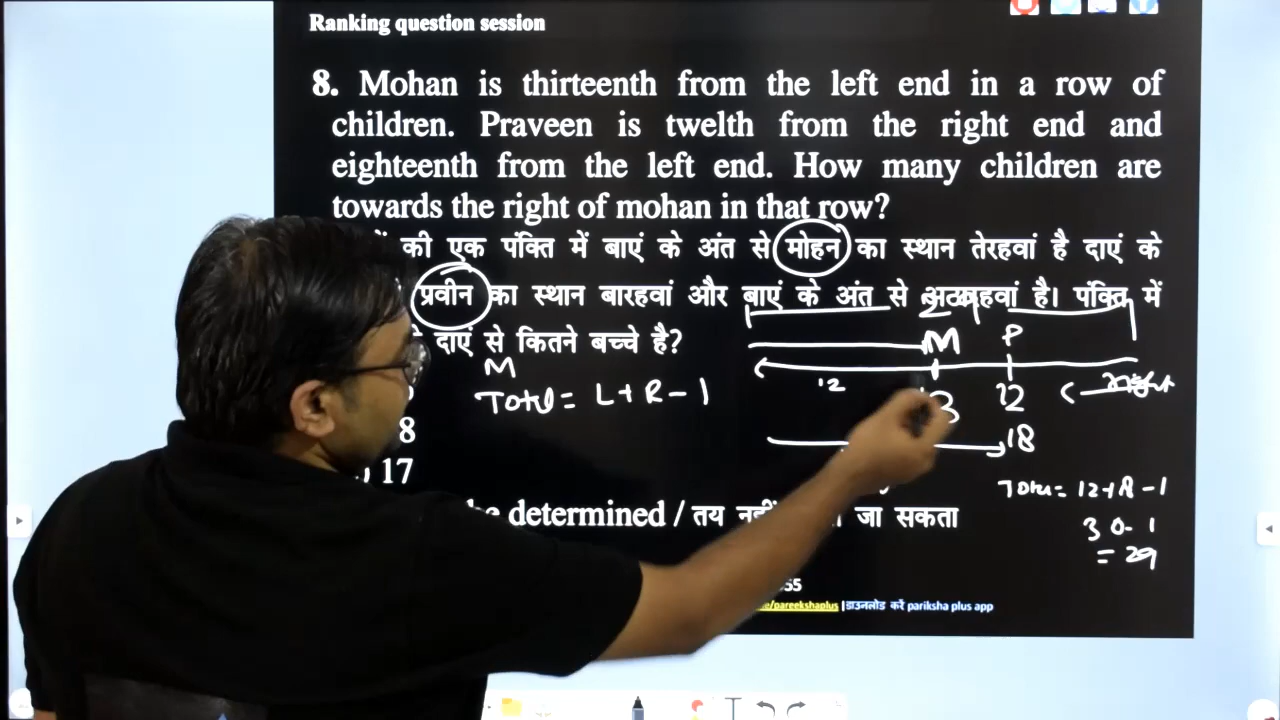 Ranking question session
8. Mohan is thirteenth from the left end in a row of
children. Praveen is twelth from the right end and
eighteenth from the left end. How many children are
towards the right of mohan in that row?
की एक पंक्ति में बाएं के अंत से मोहन का स्थान तेरहवां है दाएं के
प्रवीन का स्थान बारहवां और बाएं के अंत से अठारहवां है। पंक्ति में
दाएं से कितने बच्चे है?
M P
M
Total = L + R - 1
12 12
18
8
17
Total = 12 + R - 1
30 - 1
= 29
be determined / तय नहीं जा सकता
/pareekshaplus | डाउनलोड करें pariksha plus app